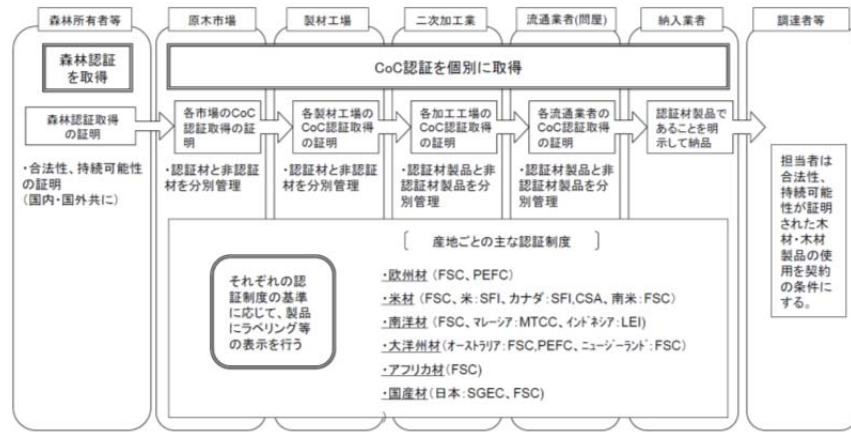 森林所有者等
原木市場
製材工場
二次加工業
流通業者(問屋)
納入業者
調達者等
森林認証
を取得
CoC認証を個別に取得
森林認証取得
の証明
各市場のCoC
認証取得の証
明
各製材工場の
CoC認証取得
の証明
各加工工場の
CoC認証取得
の証明
各流通業者の
CoC認証取得
の証明
認証材製品で
あることを明
示して納品
・合法性、持続可能性
の証明
(国内・国外共に)
・認証材と非認証
材を分別管理
・認証材と非認証
材を分別管理
・認証材製品と非
認証材製品を分
別管理
・認証材製品と非
認証材製品を分
別管理
担当者は
合法性、
持続可能
性が証明
された木
材・木材
製品の使
用を契約
の条件に
する。
それぞれの認
証制度の基準
に応じて、製品
にラベリング等
の表示を行う
〔 産地ごとの主な認証制度 〕
・欧州材 (FSC、PEFC)
・米材 (FSC、米:SFI、カナダ:SFI,CSA、南米:FSC)
・南洋材 (FSC、マレーシア:MTCC、インドネシア:LEI)
・大洋州材(オーストラリア:FSC,PEFC、ニュージーランド:FSC)
・アフリカ材(FSC)
・国産材(日本:SGEC、FSC)